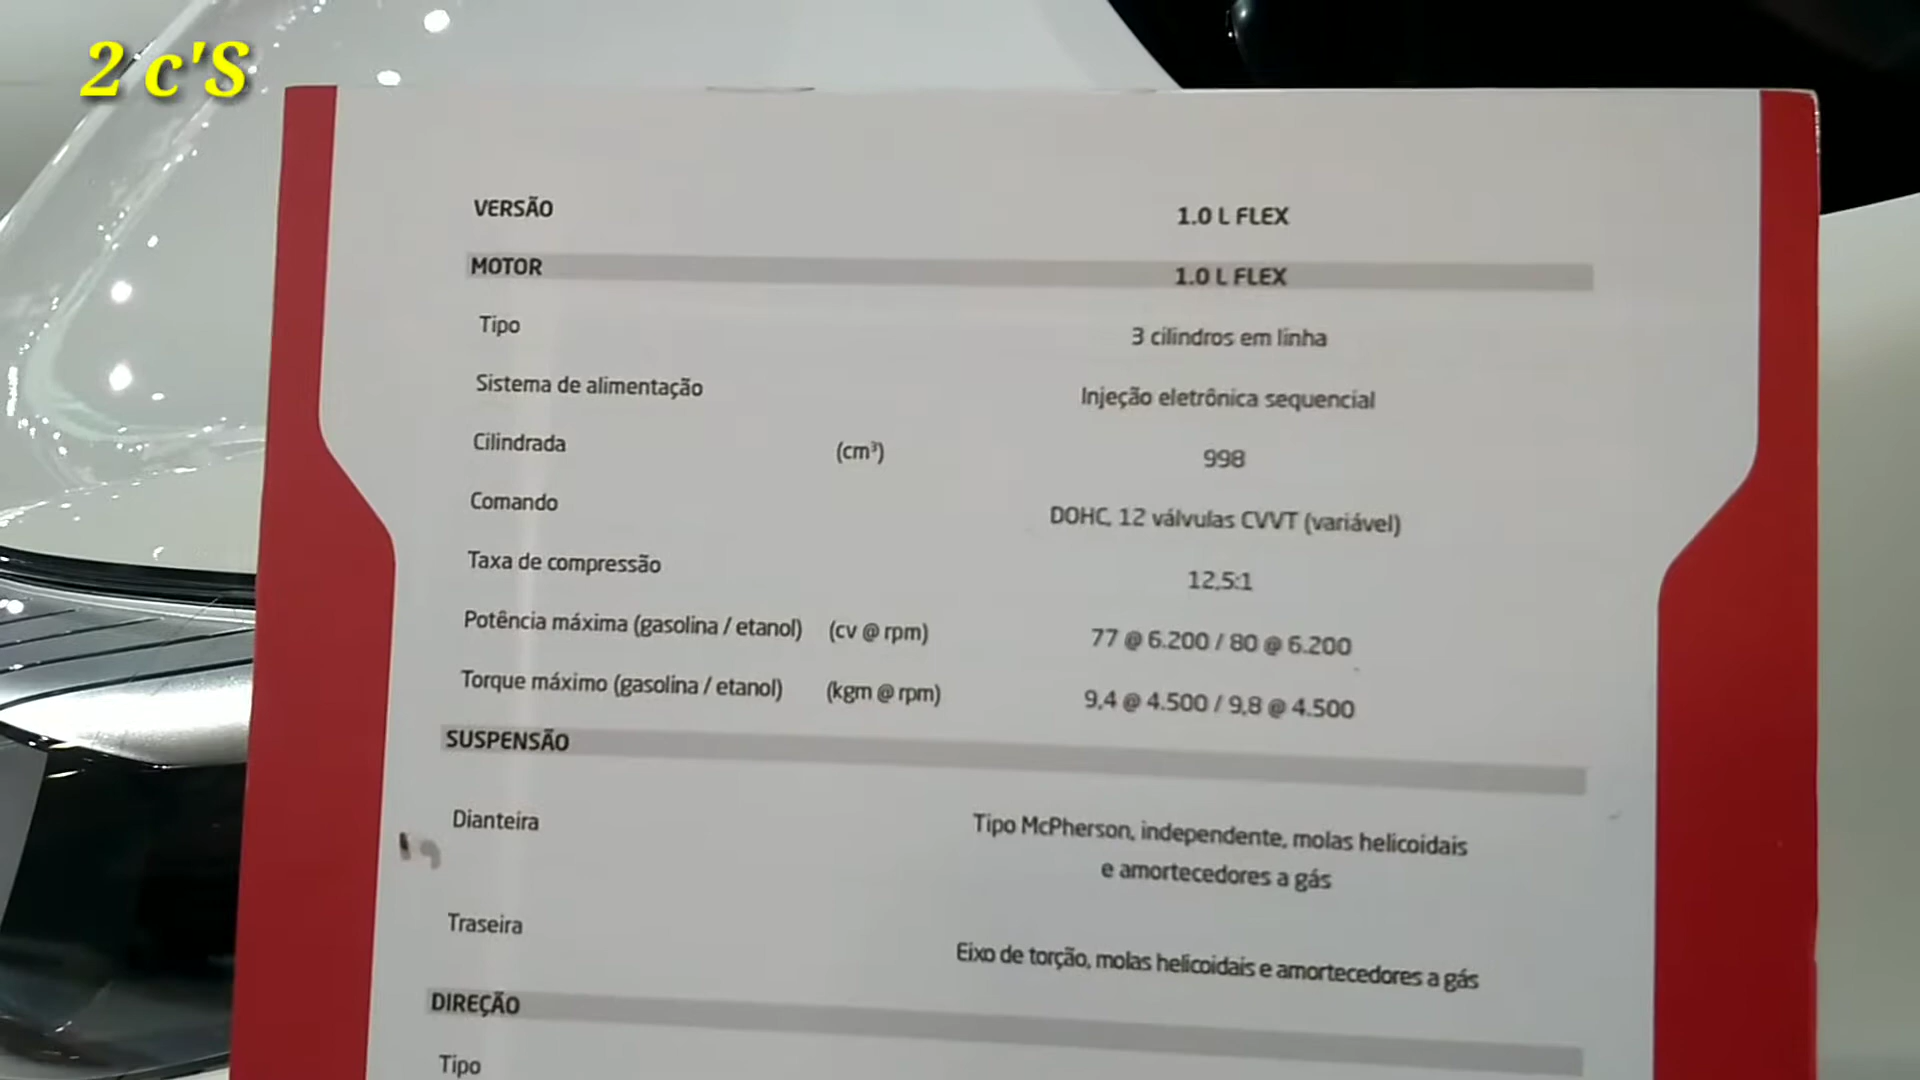 2 c'S
VERSÃO 1.0 L FLEX
MOTOR 1.0 L FLEX
Tipo 3 cilindros em linha
Sistema de alimentação Injeção eletrônica sequencial
Cilindrada (cm³) 998
Comando DOHC, 12 válvulas CVVT (variável)
Taxa de compressão 12,5:1
Potência máxima (gasolina / etanol) (cv @ rpm) 77 @ 6.200 / 80 @ 6.200
Torque máximo (gasolina / etanol) (kgm @ rpm) 9,4 @ 4.500 / 9,8 @ 4.500
SUSPENSÃO
Dianteira Tipo McPherson, independente, molas helicoidais
e amortecedores a gás
Traseira Eixo de torção, molas helicoidais e amortecedores a gás
DIREÇÃO
Tipo